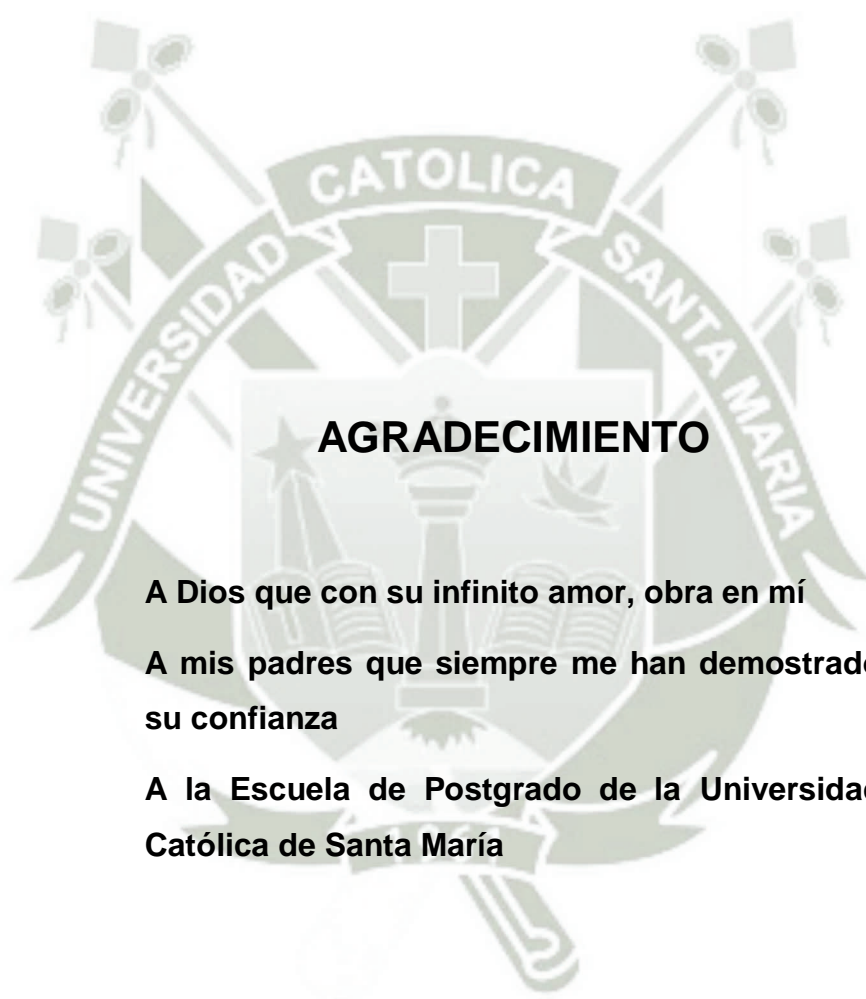 CATOLICA
UNIVERSIDAD
SANTA MARIA
AGRADECIMIENTO
A Dios que con su infinito amor, obra en mí
A mis padres que siempre me han demostrado
su confianza
A la Escuela de Postgrado de la Universidad
Católica de Santa María